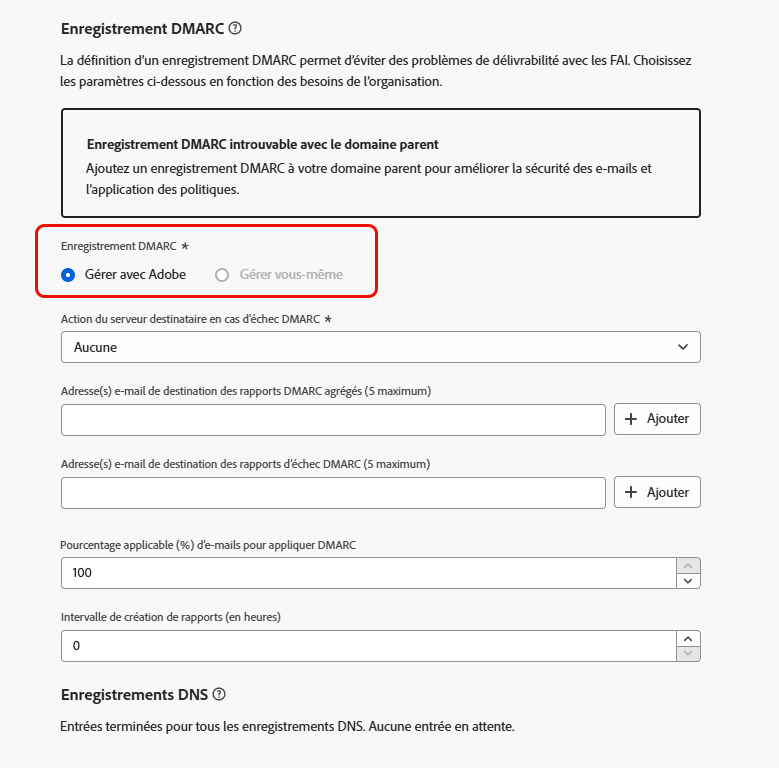 Enregistrement DMARC
La définition d’un enregistrement DMARC permet d’éviter des problèmes de délivrabilité avec les FAI. Choisissez
les paramètres ci-dessous en fonction des besoins de l’organisation.
Enregistrement DMARC introuvable avec le domaine parent
Ajoutez un enregistrement DMARC à votre domaine parent pour améliorer la sécurité des e-mails et
l’application des politiques.
Enregistrement DMARC *
Gérer avec Adobe Gérer vous-même
Action du serveur destinataire en cas d’échec DMARC *
Aucune
Adresse(s) e-mail de destination des rapports DMARC agrégés (5 maximum)
+ Ajouter
Adresse(s) e-mail de destination des rapports d’échec DMARC (5 maximum)
+ Ajouter
Pourcentage applicable (%) d’e-mails pour appliquer DMARC
100
Intervalle de création de rapports (en heures)
0
Enregistrements DNS
Entrées terminées pour tous les enregistrements DNS. Aucune entrée en attente.